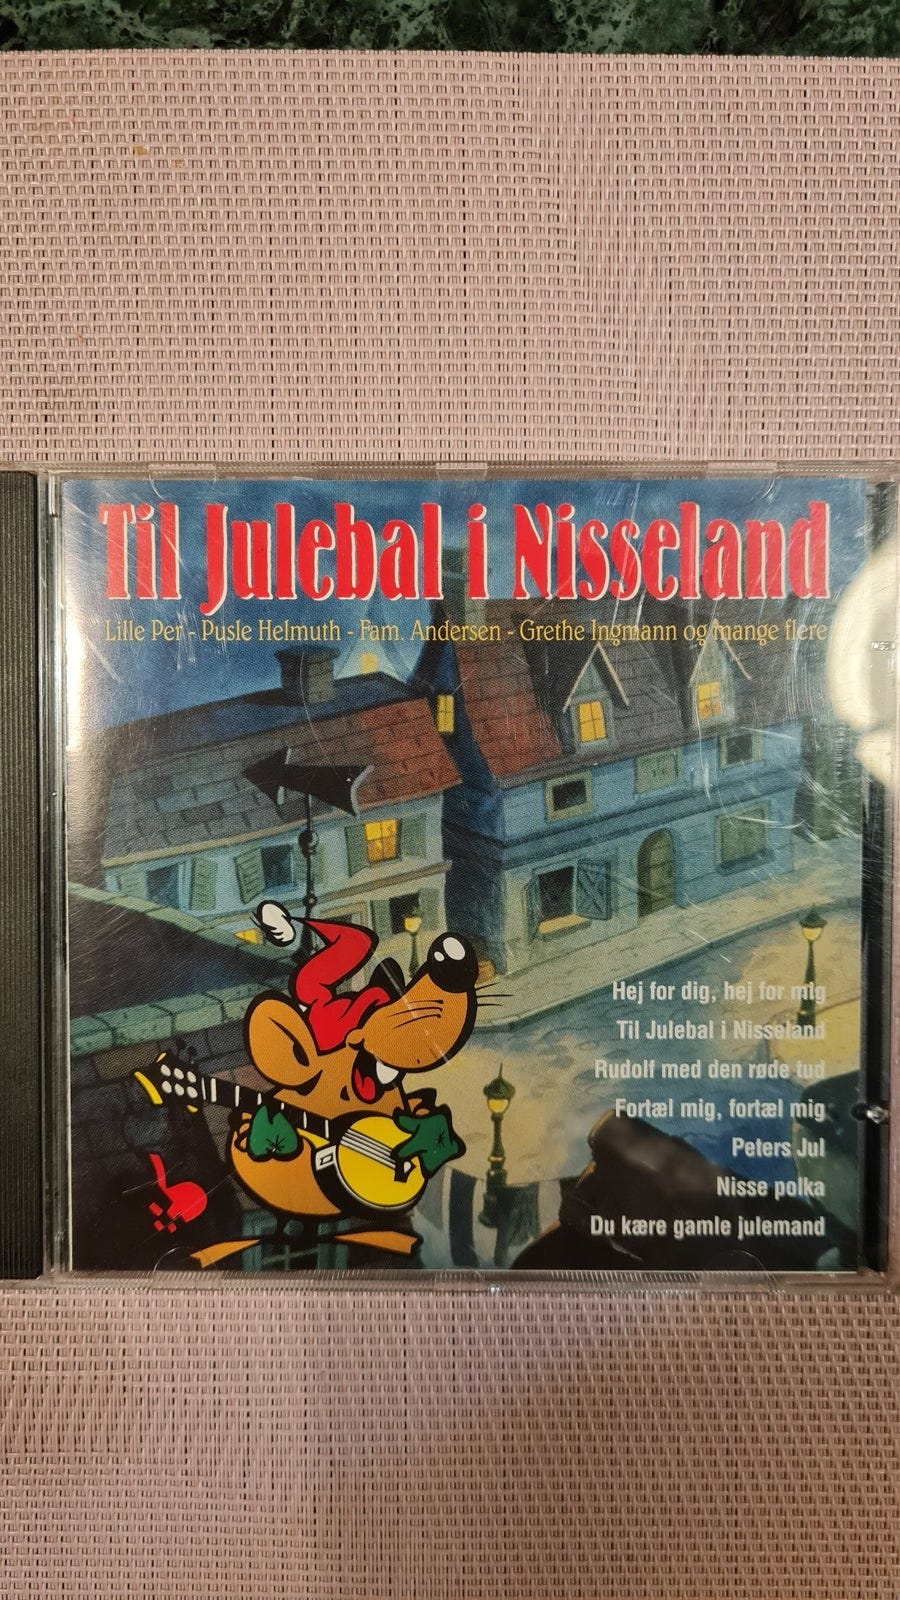 Til Julebal i Nisseland
Lille Per - Pusle Helmuth - Fam. Andersen - Grethe Ingmann og mange flere
Hej for dig, hej for mig
Til Julebal i Nisseland
Rudolf med den røde tud
Fortæl mig, fortæl mig
Peters Jul
Nisse polka
Du kære gamle julemand